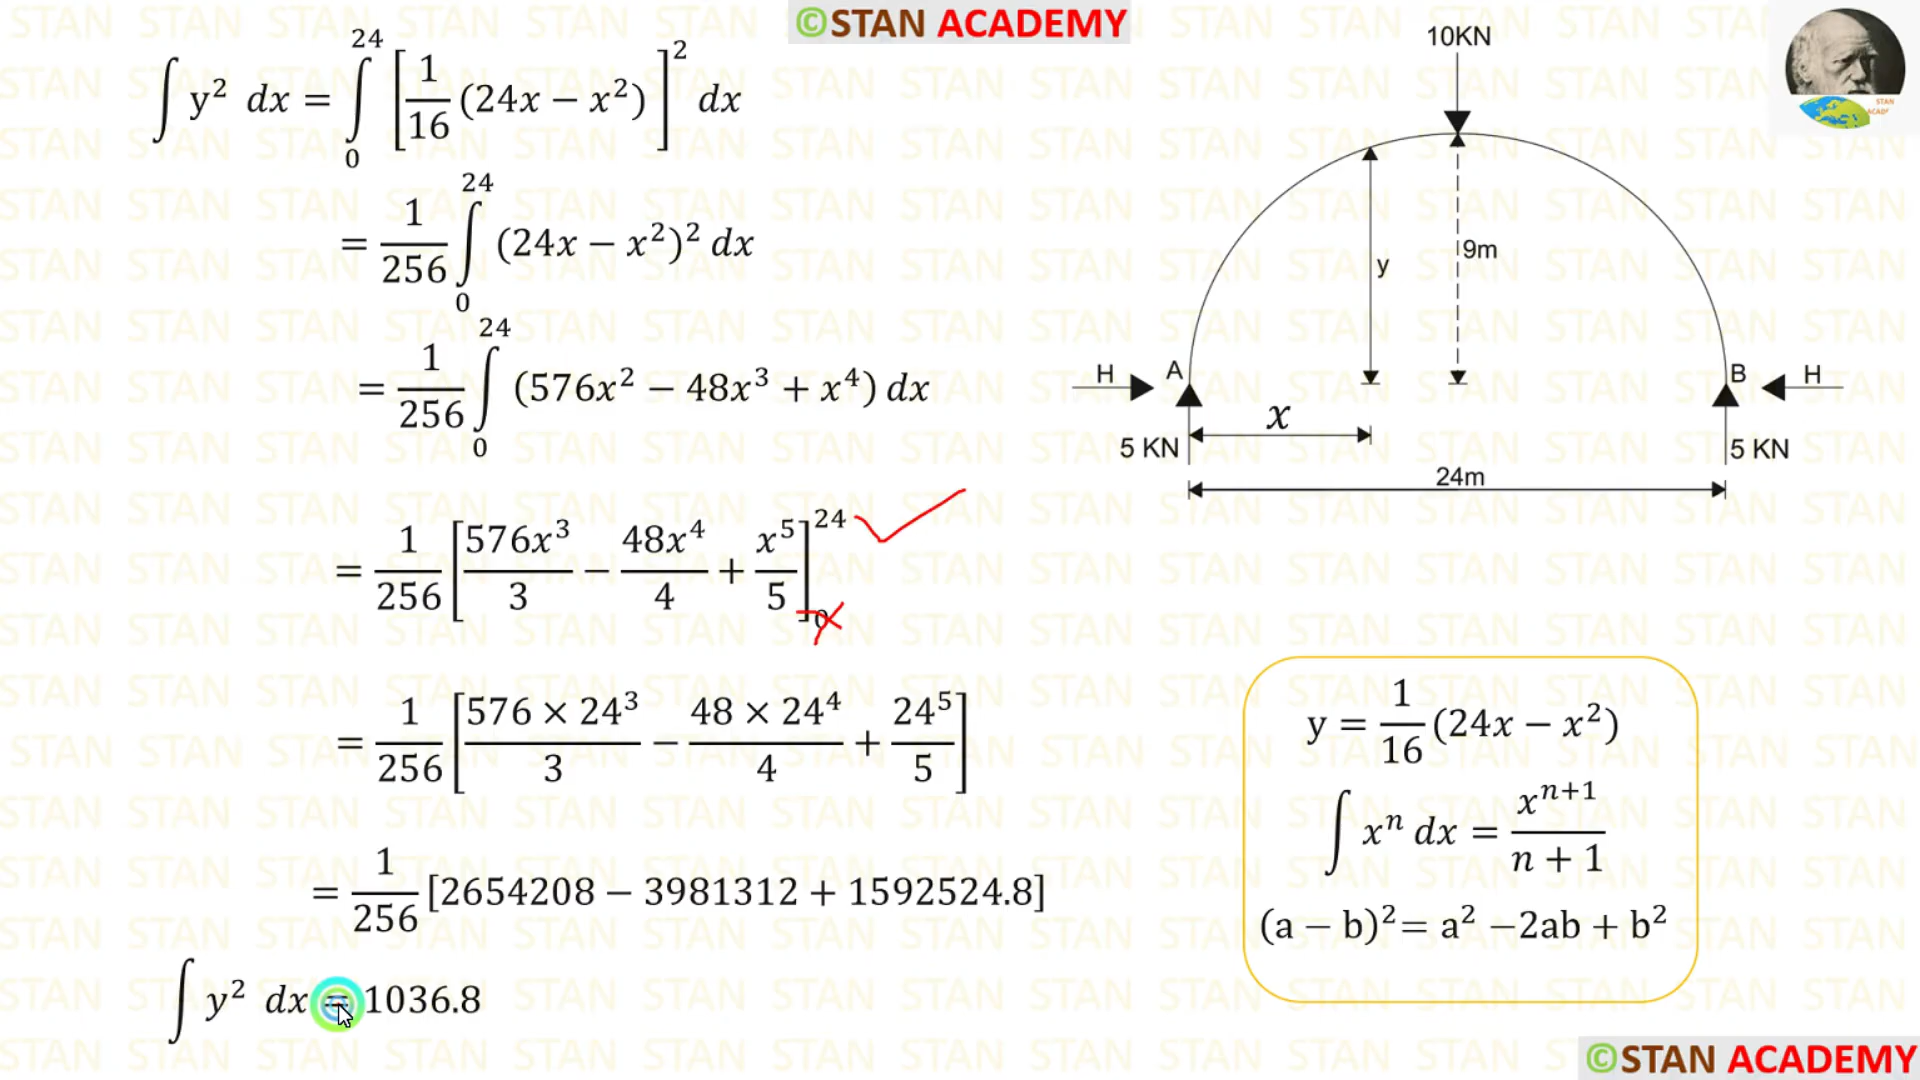 ©STAN ACADEMY
∫ y² dx = ∫₀²⁴ [1/16 (24x − x²)]² dx
= 1/256 ∫₀²⁴ (24x − x²)² dx
= 1/256 ∫₀²⁴ (576x² − 48x³ + x⁴) dx
= 1/256 [576x³/3 − 48x⁴/4 + x⁵/5]₀²⁴
= 1/256 [576 × 24³/3 − 48 × 24⁴/4 + 24⁵/5]
= 1/256 [2654208 − 3981312 + 1592524.8]
∫ y² dx = 1036.8
10KN
9m
y
H A
B H
x
5 KN
5 KN
24m
y = 1/16 (24x − x²)
∫ xⁿ dx = xⁿ⁺¹/n + 1
(a − b)² = a² −2ab + b²
STAN
©STAN ACADEMY